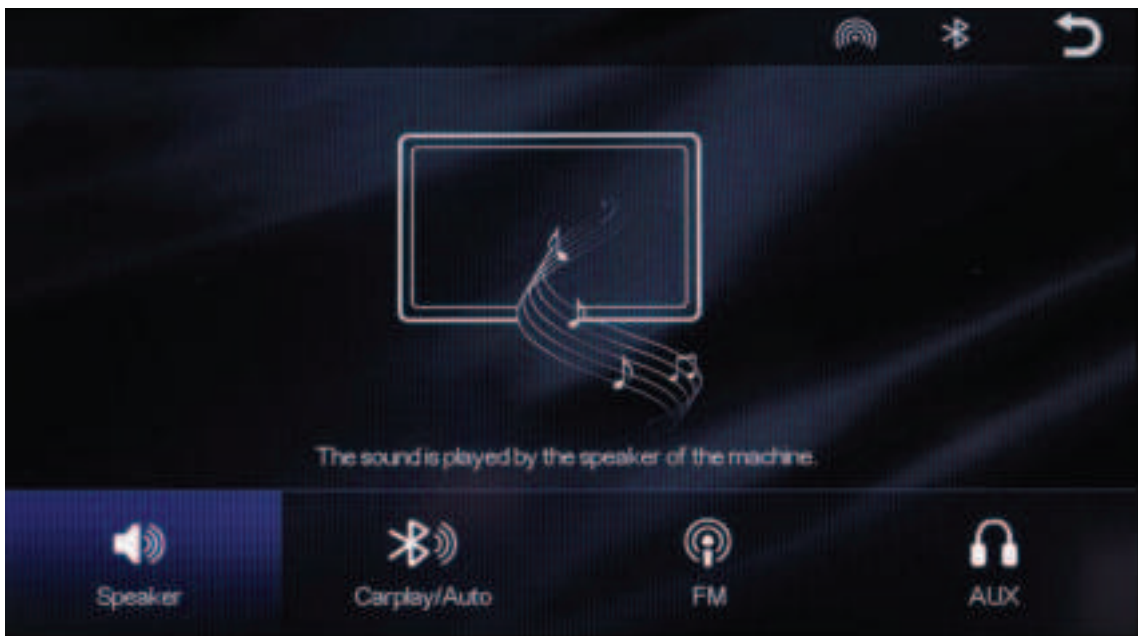 The sound is played by the speaker of the machine.
Speaker
Carplay/Auto
FM
AUX